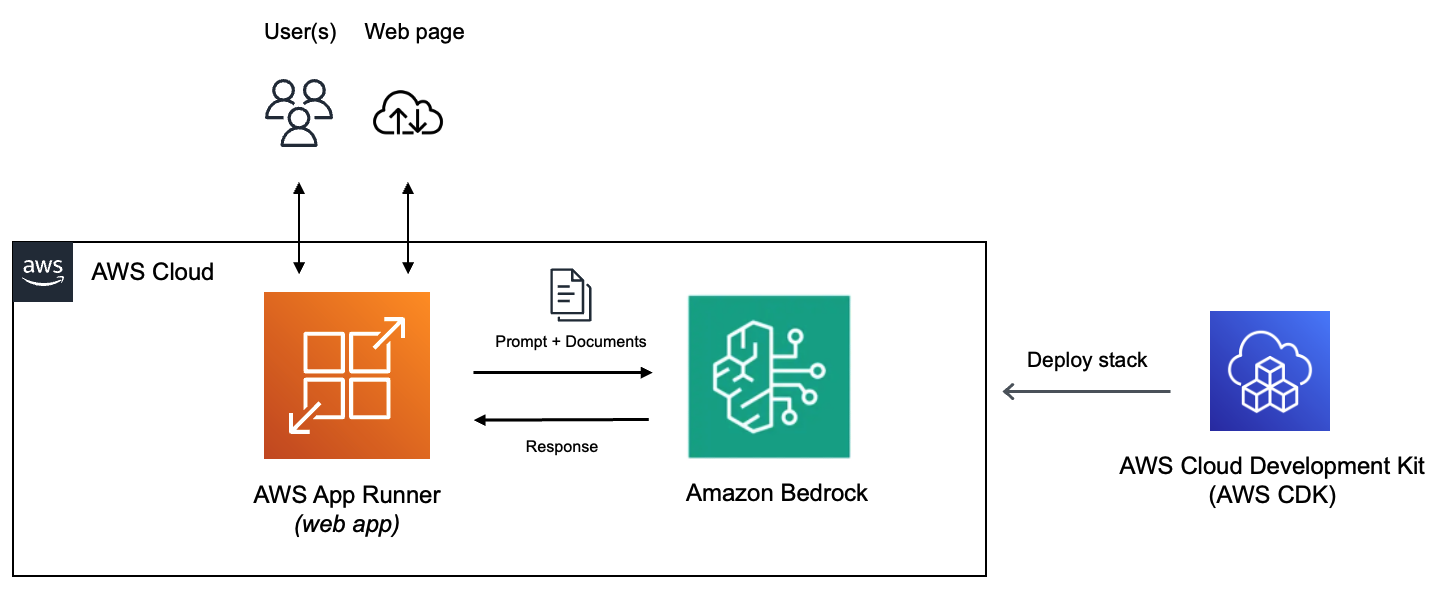 User(s)
Web page
aws
AWS Cloud
Prompt + Documents
Response
AWS App Runner
(web app)
Amazon Bedrock
Deploy stack
AWS Cloud Development Kit
(AWS CDK)